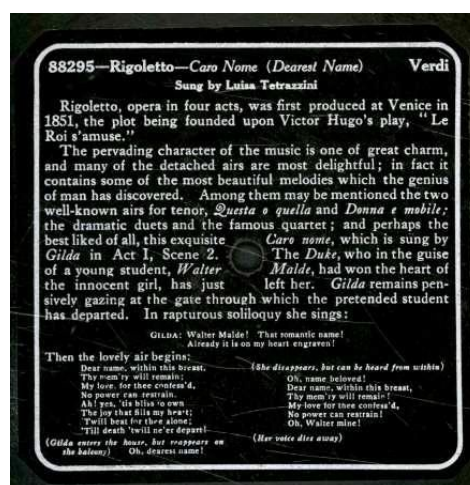 88295—Rigoletto—Caro Nome (Dearest Name) Verdi
Sung by Luisa Tetrazzini
Rigoletto, opera in four acts, was first produced at Venice in
1851, the plot being founded upon Victor Hugo's play, "Le
Roi s'amuse."
The pervading character of the music is one of great charm,
and many of the detached airs are most delightful; in fact it
contains some of the most beautiful melodies which the genius
of man has discovered. Among them may be mentioned the two
well-known airs for tenor, Questa o quella and Donna e mobile;
the dramatic duets and the famous quartet; and perhaps the
best liked of all, this exquisite Caro nome, which is sung by
Gilda in Act I, Scene 2. The Duke, who in the guise
of a young student, Walter Malde, had won the heart of
the innocent girl, has just left her. Gilda remains pen-
sively gazing at the gate through which the pretended student
has departed. In rapturous soliloquy she sings:
GILDA: Walter Malde! That romantic name!
Already it is on my heart engraven!
Then the lovely air begins:
Dear name, within this breast,
Thy mem'ry will remain;
My love, for thee confess'd,
No power can restrain.
Ah! yes, 'tis bliss to own
The joy that fills my heart;
'Twill beat for thee alone;
'Till death 'twill ne'er depart!
(Gilda enters the house, but reappears on
the balcony) Oh, dearest name!
(She disappears, but can be heard from within)
Oh, name beloved!
Dear name, within this breast,
Thy mem'ry will remain!
My love for thee confess'd,
No power can restrain!
Oh, Walter mine!
(Her voice dies away)